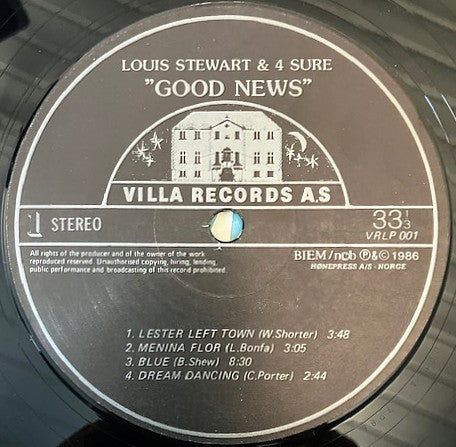 LOUIS STEWART & 4 SURE
"GOOD NEWS"
VILLA RECORDS A.S
1 STEREO
33 1/3
VRLP 001
All rights of the producer and of the owner of the work
reproduced reserved. Unauthorised copying, hiring, lending,
public performance and broadcasting of this record prohibited.
BIEM/ncb ℗&© 1986
HØNEPRESS A/S - NORGE
1. LESTER LEFT TOWN (W.Shorter) 3:48
2. MENINA FLOR (L.Bonfa) 3:05
3. BLUE (B.Shew) 8:30
4. DREAM DANCING (C.Porter) 2:44